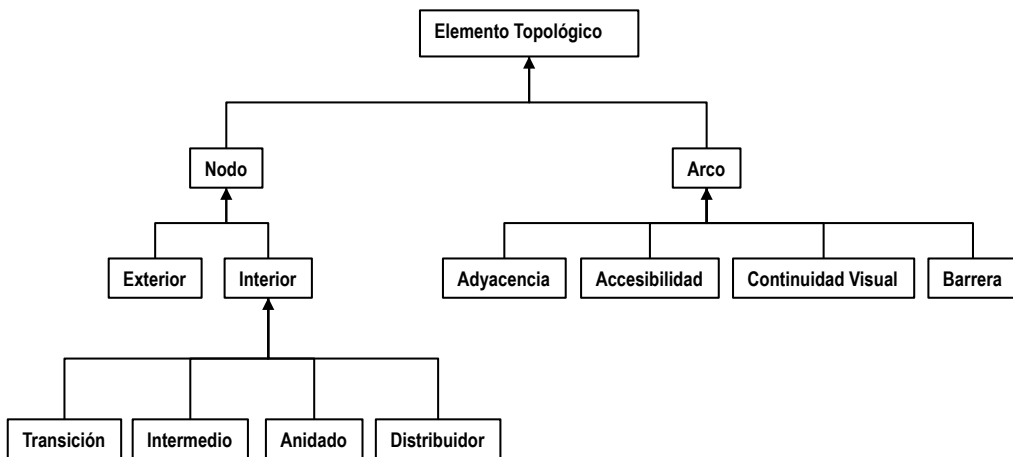 Elemento Topológico
Nodo
Arco
Exterior
Interior
Adyacencia
Accesibilidad
Continuidad Visual
Barrera
Transición
Intermedio
Anidado
Distribuidor